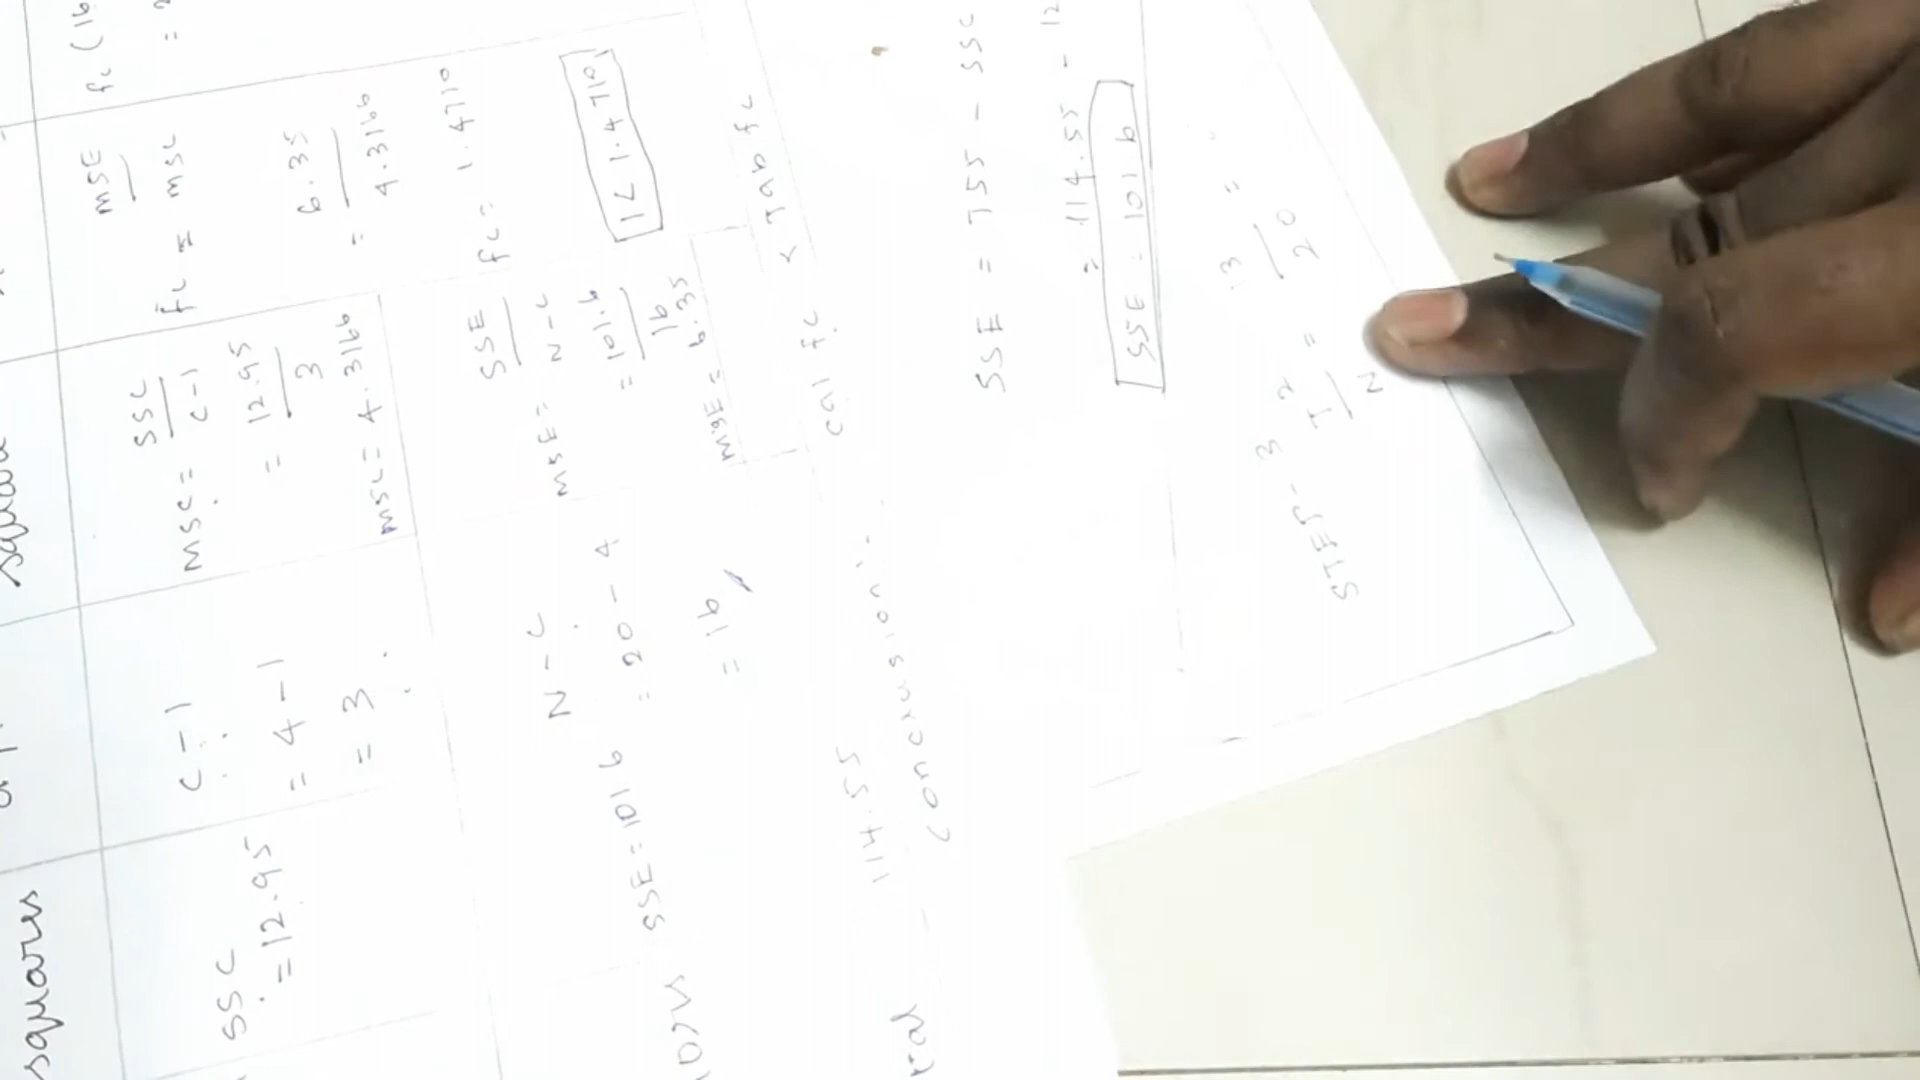 squares
SSC
= 12.95
C - 1
= 4 - 1
= 3
MSC = SSC
C-1
= 12.95
3
MSC = 4.3166
MSE
fc = MSC
6.35
= 4.3166
fc = 1.4710
1 < 1.4710
fc (16
SSE = 101 6
N - C
= 20 - 4
= 16
MSE = SSE
N - C
= 101.6
16
MSE = 6.35
114.55
conclusion:
cal fc < Tab fc
SSE = TSS - SSC
= 114.55 - 12
SSE = 101 6
STEP - 3
T 2
N
= 13
20
=